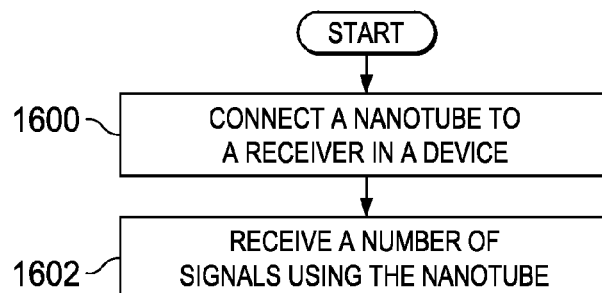 START
1600
CONNECT A NANOTUBE TO
A RECEIVER IN A DEVICE
1602
RECEIVE A NUMBER OF
SIGNALS USING THE NANOTUBE